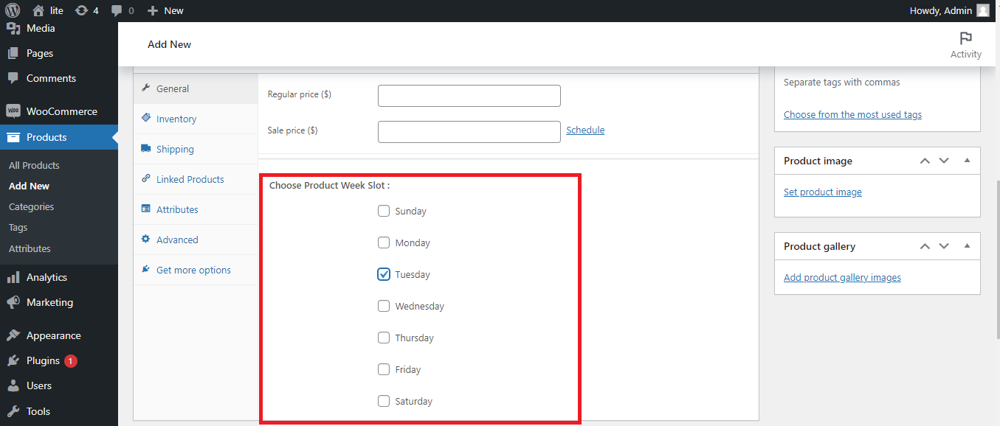 lite
4
0
New
Howdy, Admin
Media
Pages
Comments
WOO
WooCommerce
Products
All Products
Add New
Categories
Tags
Attributes
Analytics
Marketing
Appearance
Plugins 1
Users
Tools
Add New
Activity
General
Inventory
Shipping
Linked Products
Attributes
Advanced
Get more options
Regular price ($)
Sale price ($)
Schedule
Choose Product Week Slot :
Sunday
Monday
Tuesday
Wednesday
Thursday
Friday
Saturday
Separate tags with commas
Choose from the most used tags
Product image
Set product image
Product gallery
Add product gallery images